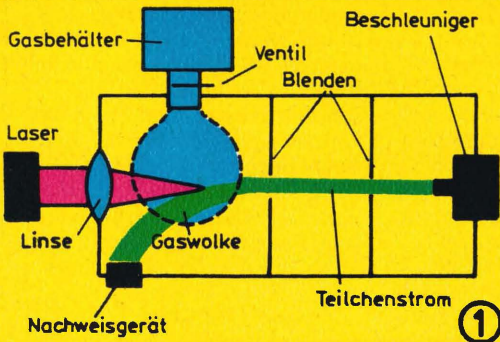 Gasbehälter
Beschleuniger
Ventil
Blenden
Laser
Linse
Gaswolke
Teilchenstrom
Nachweisgerät
1